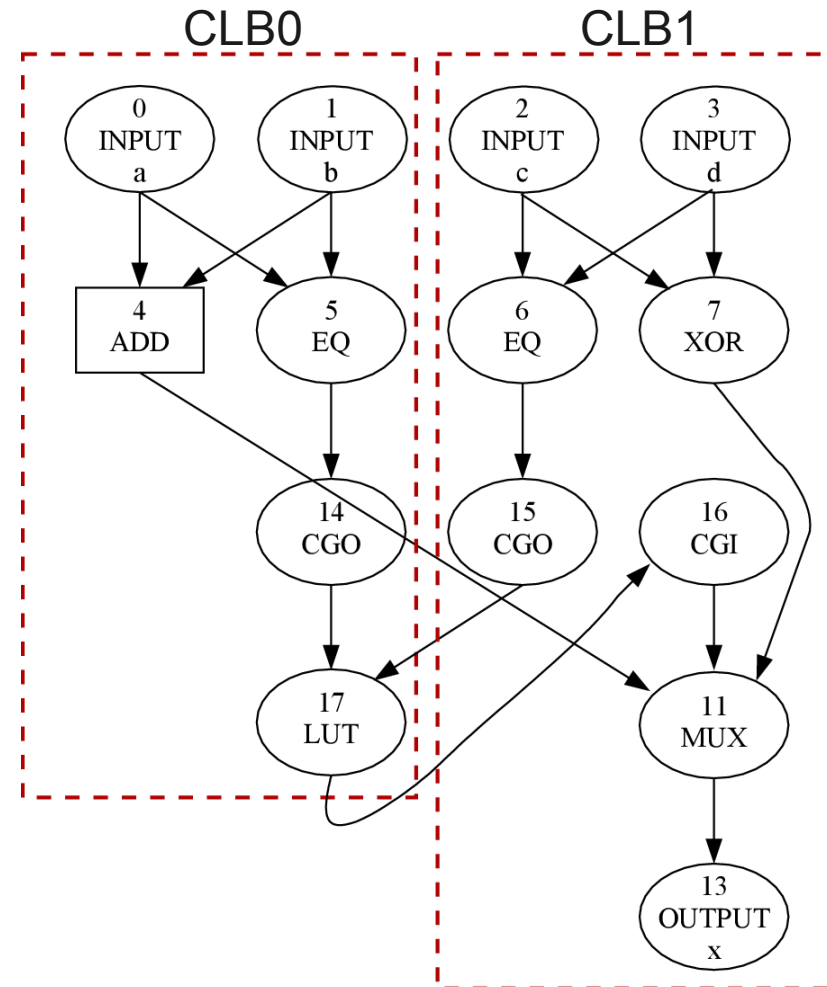 CLB0
CLB1
0
INPUT
a
1
INPUT
b
2
INPUT
c
3
INPUT
d
4
ADD
5
EQ
6
EQ
7
XOR
14
CGO
15
CGO
16
CGI
17
LUT
11
MUX
13
OUTPUT
x